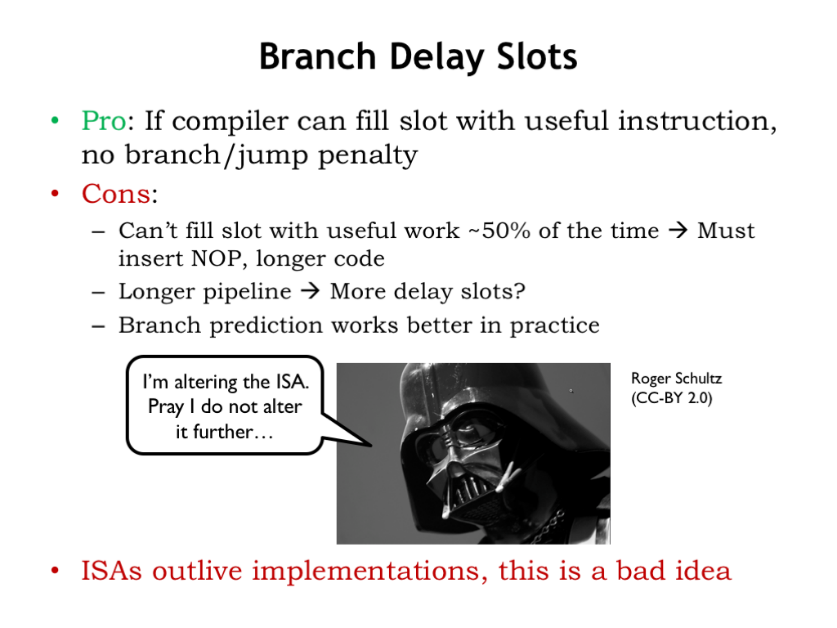 Branch Delay Slots
• Pro: If compiler can fill slot with useful instruction,
no branch/jump penalty
• Cons:
– Can’t fill slot with useful work ~50% of the time → Must
insert NOP, longer code
– Longer pipeline → More delay slots?
– Branch prediction works better in practice
I’m altering the ISA.
Pray I do not alter
it further…
Roger Schultz
(CC-BY 2.0)
• ISAs outlive implementations, this is a bad idea